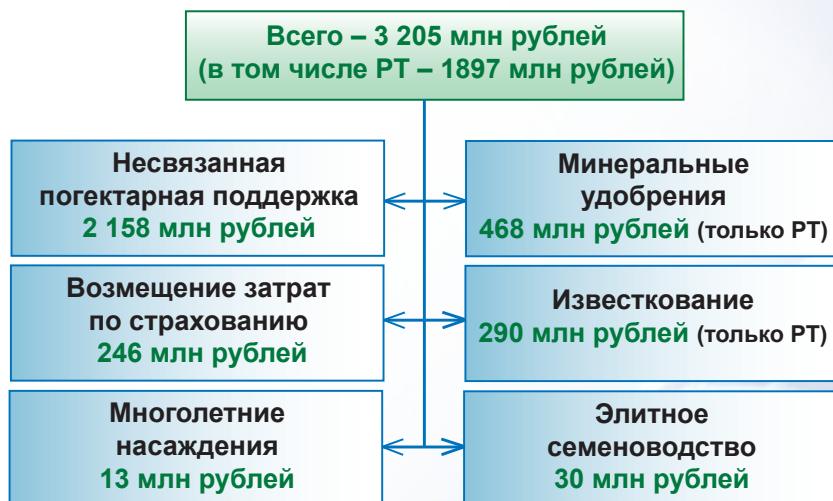 Всего – 3 205 млн рублей
(в том числе РТ – 1897 млн рублей)
Несвязанная
погектарная поддержка
2 158 млн рублей
Минеральные
удобрения
468 млн рублей (только РТ)
Возмещение затрат
по страхованию
246 млн рублей
Известкование
290 млн рублей (только РТ)
Многолетние
насаждения
13 млн рублей
Элитное
семеноводство
30 млн рублей